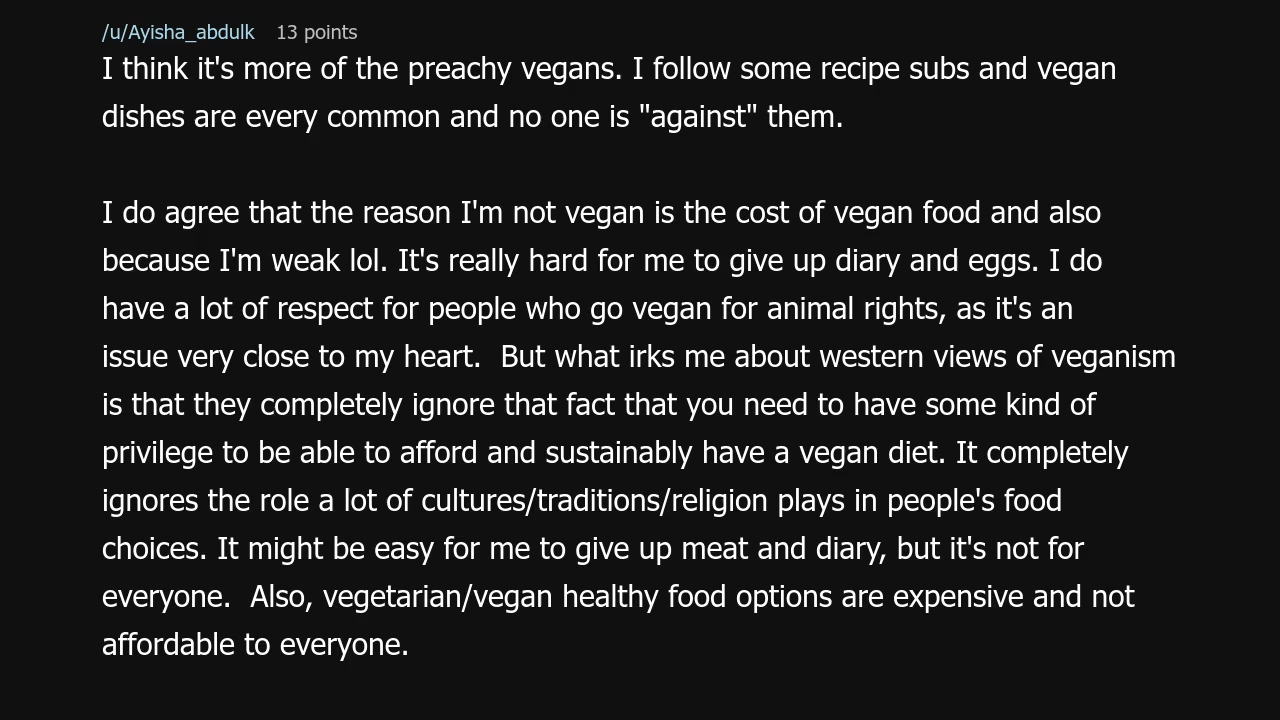 /u/Ayisha_abdulk 13 points
I think it's more of the preachy vegans. I follow some recipe subs and vegan
dishes are every common and no one is "against" them.
I do agree that the reason I'm not vegan is the cost of vegan food and also
because I'm weak lol. It's really hard for me to give up diary and eggs. I do
have a lot of respect for people who go vegan for animal rights, as it's an
issue very close to my heart.  But what irks me about western views of veganism
is that they completely ignore that fact that you need to have some kind of
privilege to be able to afford and sustainably have a vegan diet. It completely
ignores the role a lot of cultures/traditions/religion plays in people's food
choices. It might be easy for me to give up meat and diary, but it's not for
everyone.  Also, vegetarian/vegan healthy food options are expensive and not
affordable to everyone.